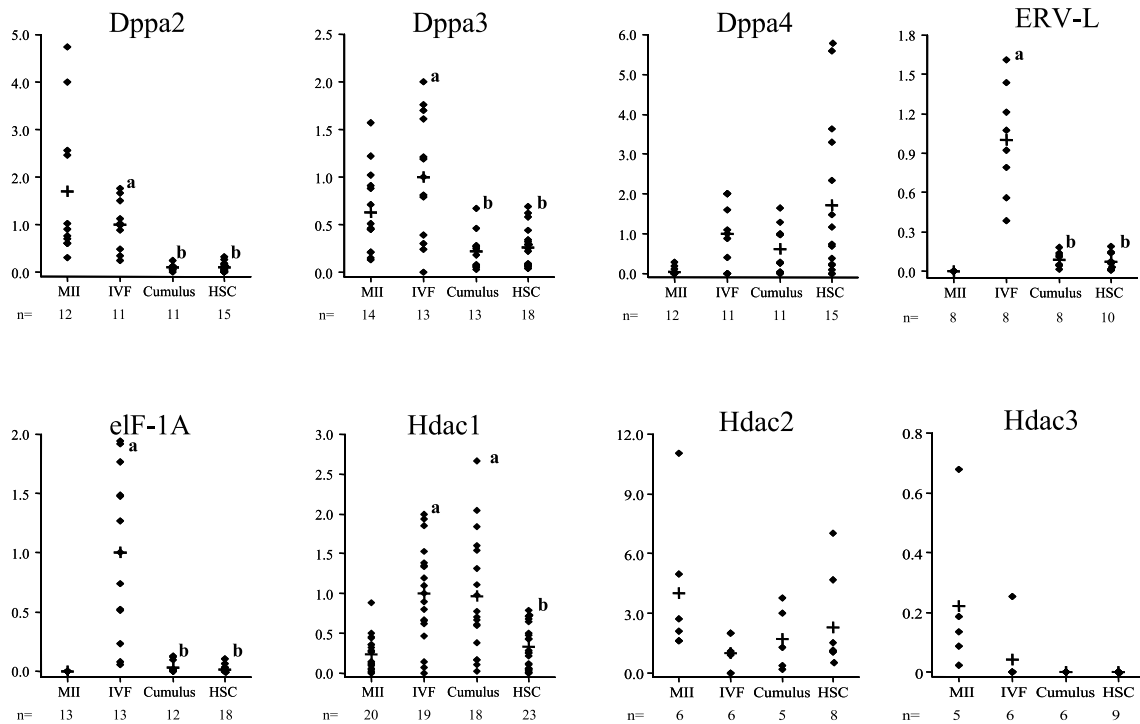 Dppa2
5.0
4.0
3.0
2.0
1.0
0.0
a
b
b
MII IVF Cumulus HSC
n= 12 11 11 15
Dppa3
2.5
2.0
1.5
1.0
0.5
0.0
a
b
b
MII IVF Cumulus HSC
n= 14 13 13 18
Dppa4
6.0
5.0
4.0
3.0
2.0
1.0
0.0
MII IVF Cumulus HSC
n= 12 11 11 15
ERV-L
1.8
1.5
1.2
0.9
0.6
0.3
0.0
a
b
b
MII IVF Cumulus HSC
n= 8 8 8 10
elF-1A
2.0
1.5
1.0
0.5
0.0
a
b
b
MII IVF Cumulus HSC
n= 13 13 12 18
Hdac1
3.0
2.5
2.0
1.5
1.0
0.5
0.0
a
a
b
MII IVF Cumulus HSC
n= 20 19 18 23
Hdac2
12.0
9.0
6.0
3.0
0.0
MII IVF Cumulus HSC
n= 6 6 5 8
Hdac3
0.8
0.6
0.4
0.2
0
MII IVF Cumulus HSC
n= 5 6 6 9